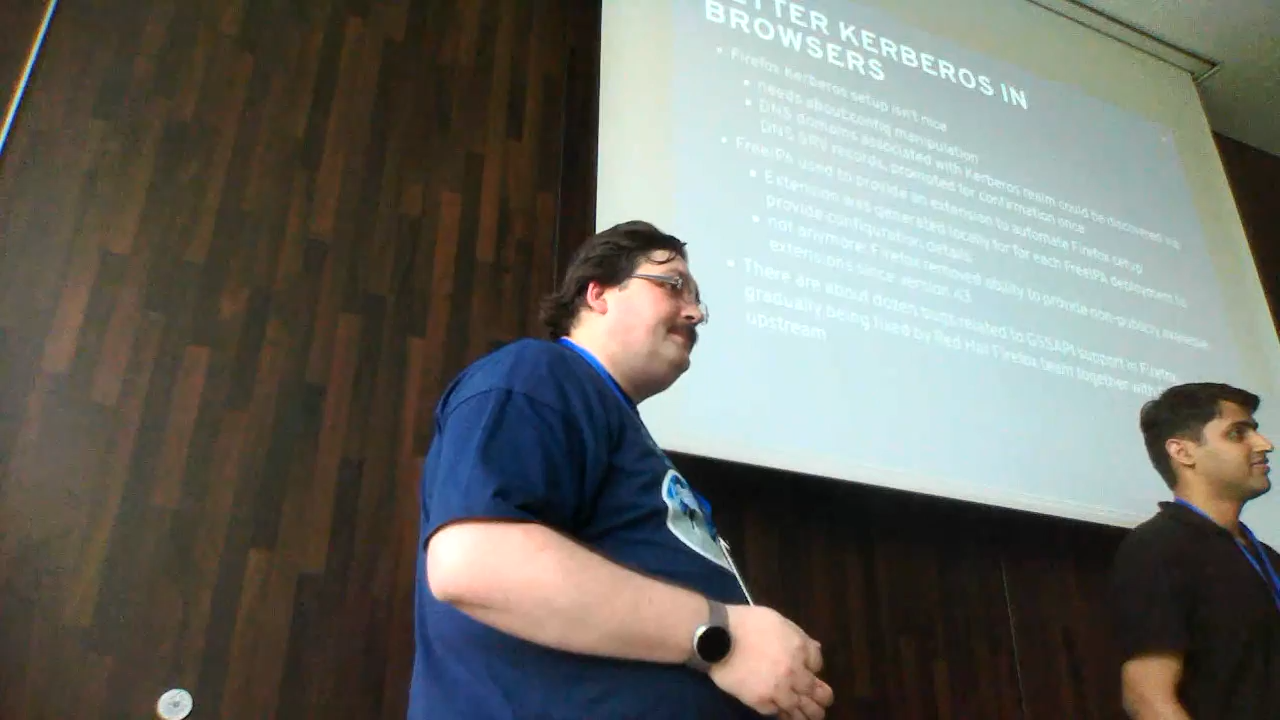 ETTER KERBEROS IN
BROWSERS
• Firefox Kerberos setup isn't nice
• needs about:config manipulation
• DNS domains associated with Kerberos realm could be discovered via
DNS SRV records, prompted for confirmation once
• FreeIPA used to provide an extension to automate Firefox setup
• Extension was generated locally for for each FreeIPA deployment to
provide configuration details
• not anymore: Firefox removed ability to provide non-publicly available
extensions since version 43
• There are about dozen bugs related to GSSAPI support in Firefox,
gradually being fixed by Red Hat Firefox team together with
upstream